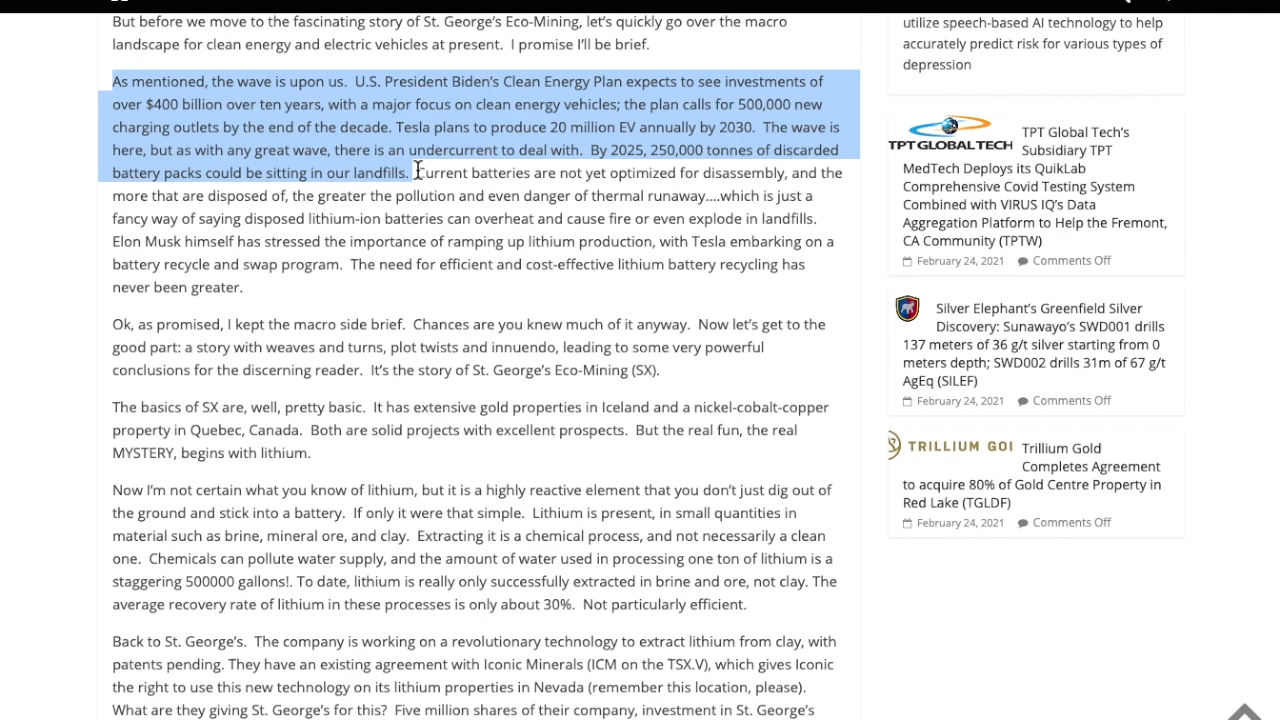 But before we move to the fascinating story of St. George's Eco-Mining, let's quickly go over the macro
landscape for clean energy and electric vehicles at present.  I promise I'll be brief.
As mentioned, the wave is upon us.  U.S. President Biden's Clean Energy Plan expects to see investments of
over $400 billion over ten years, with a major focus on clean energy vehicles; the plan calls for 500,000 new
charging outlets by the end of the decade. Tesla plans to produce 20 million EV annually by 2030.  The wave is
here, but as with any great wave, there is an undercurrent to deal with.  By 2025, 250,000 tonnes of discarded
battery packs could be sitting in our landfills.  Current batteries are not yet optimized for disassembly, and the
more that are disposed of, the greater the pollution and even danger of thermal runaway....which is just a
fancy way of saying disposed lithium-ion batteries can overheat and cause fire or even explode in landfills.
Elon Musk himself has stressed the importance of ramping up lithium production, with Tesla embarking on a
battery recycle and swap program.  The need for efficient and cost-effective lithium battery recycling has
never been greater.
Ok, as promised, I kept the macro side brief.  Chances are you knew much of it anyway.  Now let's get to the
good part: a story with weaves and turns, plot twists and innuendo, leading to some very powerful
conclusions for the discerning reader.  It's the story of St. George's Eco-Mining (SX).
The basics of SX are, well, pretty basic.  It has extensive gold properties in Iceland and a nickel-cobalt-copper
property in Quebec, Canada.  Both are solid projects with excellent prospects.  But the real fun, the real
MYSTERY, begins with lithium.
Now I'm not certain what you know of lithium, but it is a highly reactive element that you don't just dig out of
the ground and stick into a battery.  If only it were that simple.  Lithium is present, in small quantities in
material such as brine, mineral ore, and clay.  Extracting it is a chemical process, and not necessarily a clean
one.  Chemicals can pollute water supply, and the amount of water used in processing one ton of lithium is a
staggering 500000 gallons!. To date, lithium is really only successfully extracted in brine and ore, not clay. The
average recovery rate of lithium in these processes is only about 30%.  Not particularly efficient.
Back to St. George's.  The company is working on a revolutionary technology to extract lithium from clay, with
patents pending. They have an existing agreement with Iconic Minerals (ICM on the TSX.V), which gives Iconic
the right to use this new technology on its lithium properties in Nevada (remember this location, please).
What are they giving St. George's for this?  Five million shares of their company, investment in St. George's
utilize speech-based AI technology to help
accurately predict risk for various types of
depression
TPT GLOBAL TECH
TPT Global Tech's
Subsidiary TPT
MedTech Deploys its QuikLab
Comprehensive Covid Testing System
Combined with VIRUS IQ's Data
Aggregation Platform to Help the Fremont,
CA Community (TPTW)
February 24, 2021 Comments Off
Silver Elephant's Greenfield Silver
Discovery: Sunawayo's SWD001 drills
137 meters of 36 g/t silver starting from 0
meters depth; SWD002 drills 31m of 67 g/t
AgEq (SILEF)
February 24, 2021 Comments Off
TRILLIUM GOI
Trillium Gold
Completes Agreement
to acquire 80% of Gold Centre Property in
Red Lake (TGLDF)
February 24, 2021 Comments Off